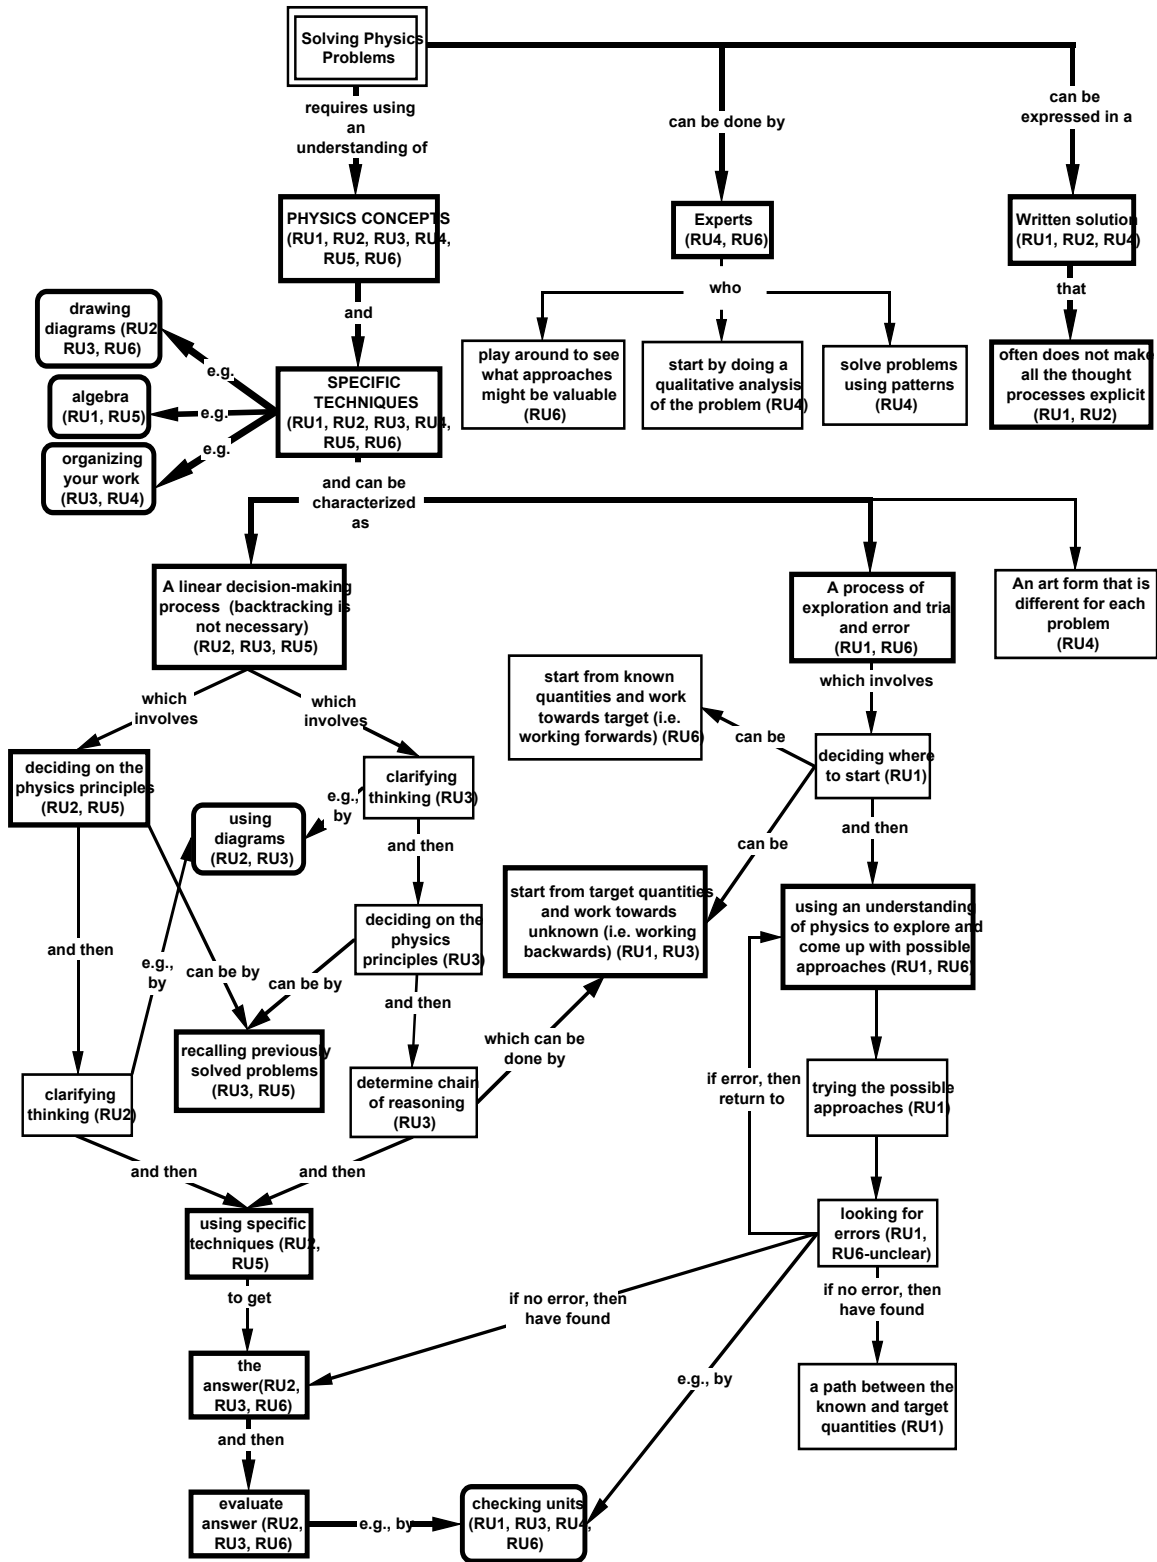 Solving Physics
Problems
requires using
an
understanding of
can be done by
can be
expressed in a
PHYSICS CONCEPTS
(RU1, RU2, RU3, RU4,
RU5, RU6)
Experts
(RU4, RU6)
Written solution
(RU1, RU2, RU4)
and
who
that
drawing
diagrams (RU2
RU3, RU6)
e.g.
algebra
(RU1, RU5)
e.g.
organizing
your work
(RU3, RU4)
e.g.
SPECIFIC
TECHNIQUES
(RU1, RU2, RU3, RU4,
RU5, RU6)
play around to see
what approaches
might be valuable
(RU6)
start by doing a
qualitative analysis
of the problem (RU4)
solve problems
using patterns
(RU4)
often does not make
all the thought
processes explicit
(RU1, RU2)
and can be
characterized
as
A linear decision-making
process (backtracking is
not necessary)
(RU2, RU3, RU5)
A process of
exploration and tria
and error
(RU1, RU6)
An art form that is
different for each
problem
(RU4)
which
involves
which
involves
which involves
start from known
quantities and work
towards target (i.e.
working forwards) (RU6)
can be
deciding where
to start (RU1)
deciding on the
physics principles
(RU2, RU5)
clarifying
thinking (RU3)
e.g.,
by
using
diagrams
(RU2, RU3)
and then
can be
and then
start from target quantities
and work towards
unknown (i.e. working
backwards) (RU1, RU3)
using an understanding
of physics to explore and
come up with possible
approaches (RU1, RU6)
deciding on the
physics
principles (RU3)
and then
e.g.,
by
can be by
can be by
and then
which can be
done by
recalling previously
solved problems
(RU3, RU5)
clarifying
thinking (RU2)
determine chain
of reasoning
(RU3)
if error, then
return to
trying the possible
approaches (RU1)
and then
and then
using specific
techniques (RU2,
RU5)
looking for
errors (RU1,
RU6-unclear)
to get
if no error, then
have found
if no error, then
have found
the
answer(RU2,
RU3, RU6)
e.g., by
a path between the
known and target
quantities (RU1)
and then
evaluate
answer (RU2,
RU3, RU6)
e.g., by
checking units
(RU1, RU3, RU4,
RU6)